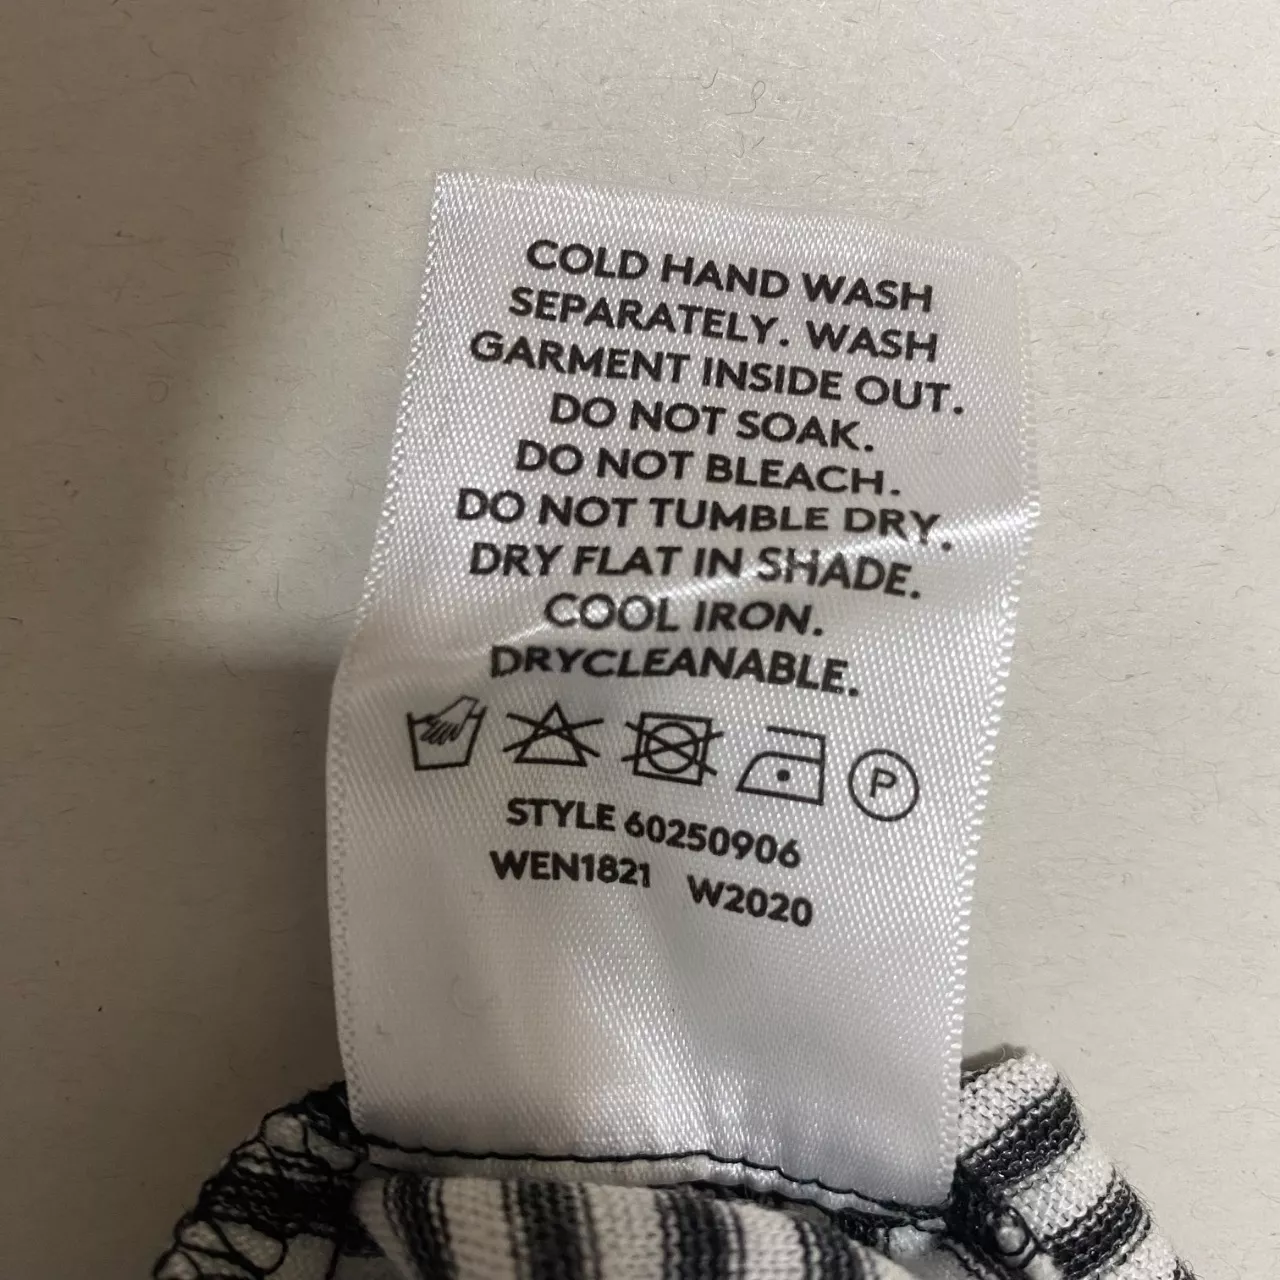 COLD HAND WASH
SEPARATELY. WASH
GARMENT INSIDE OUT.
DO NOT SOAK.
DO NOT BLEACH.
DO NOT TUMBLE DRY.
DRY FLAT IN SHADE.
COOL IRON.
DRYCLEANABLE.
P
STYLE 60250906
WEN1821 W2020